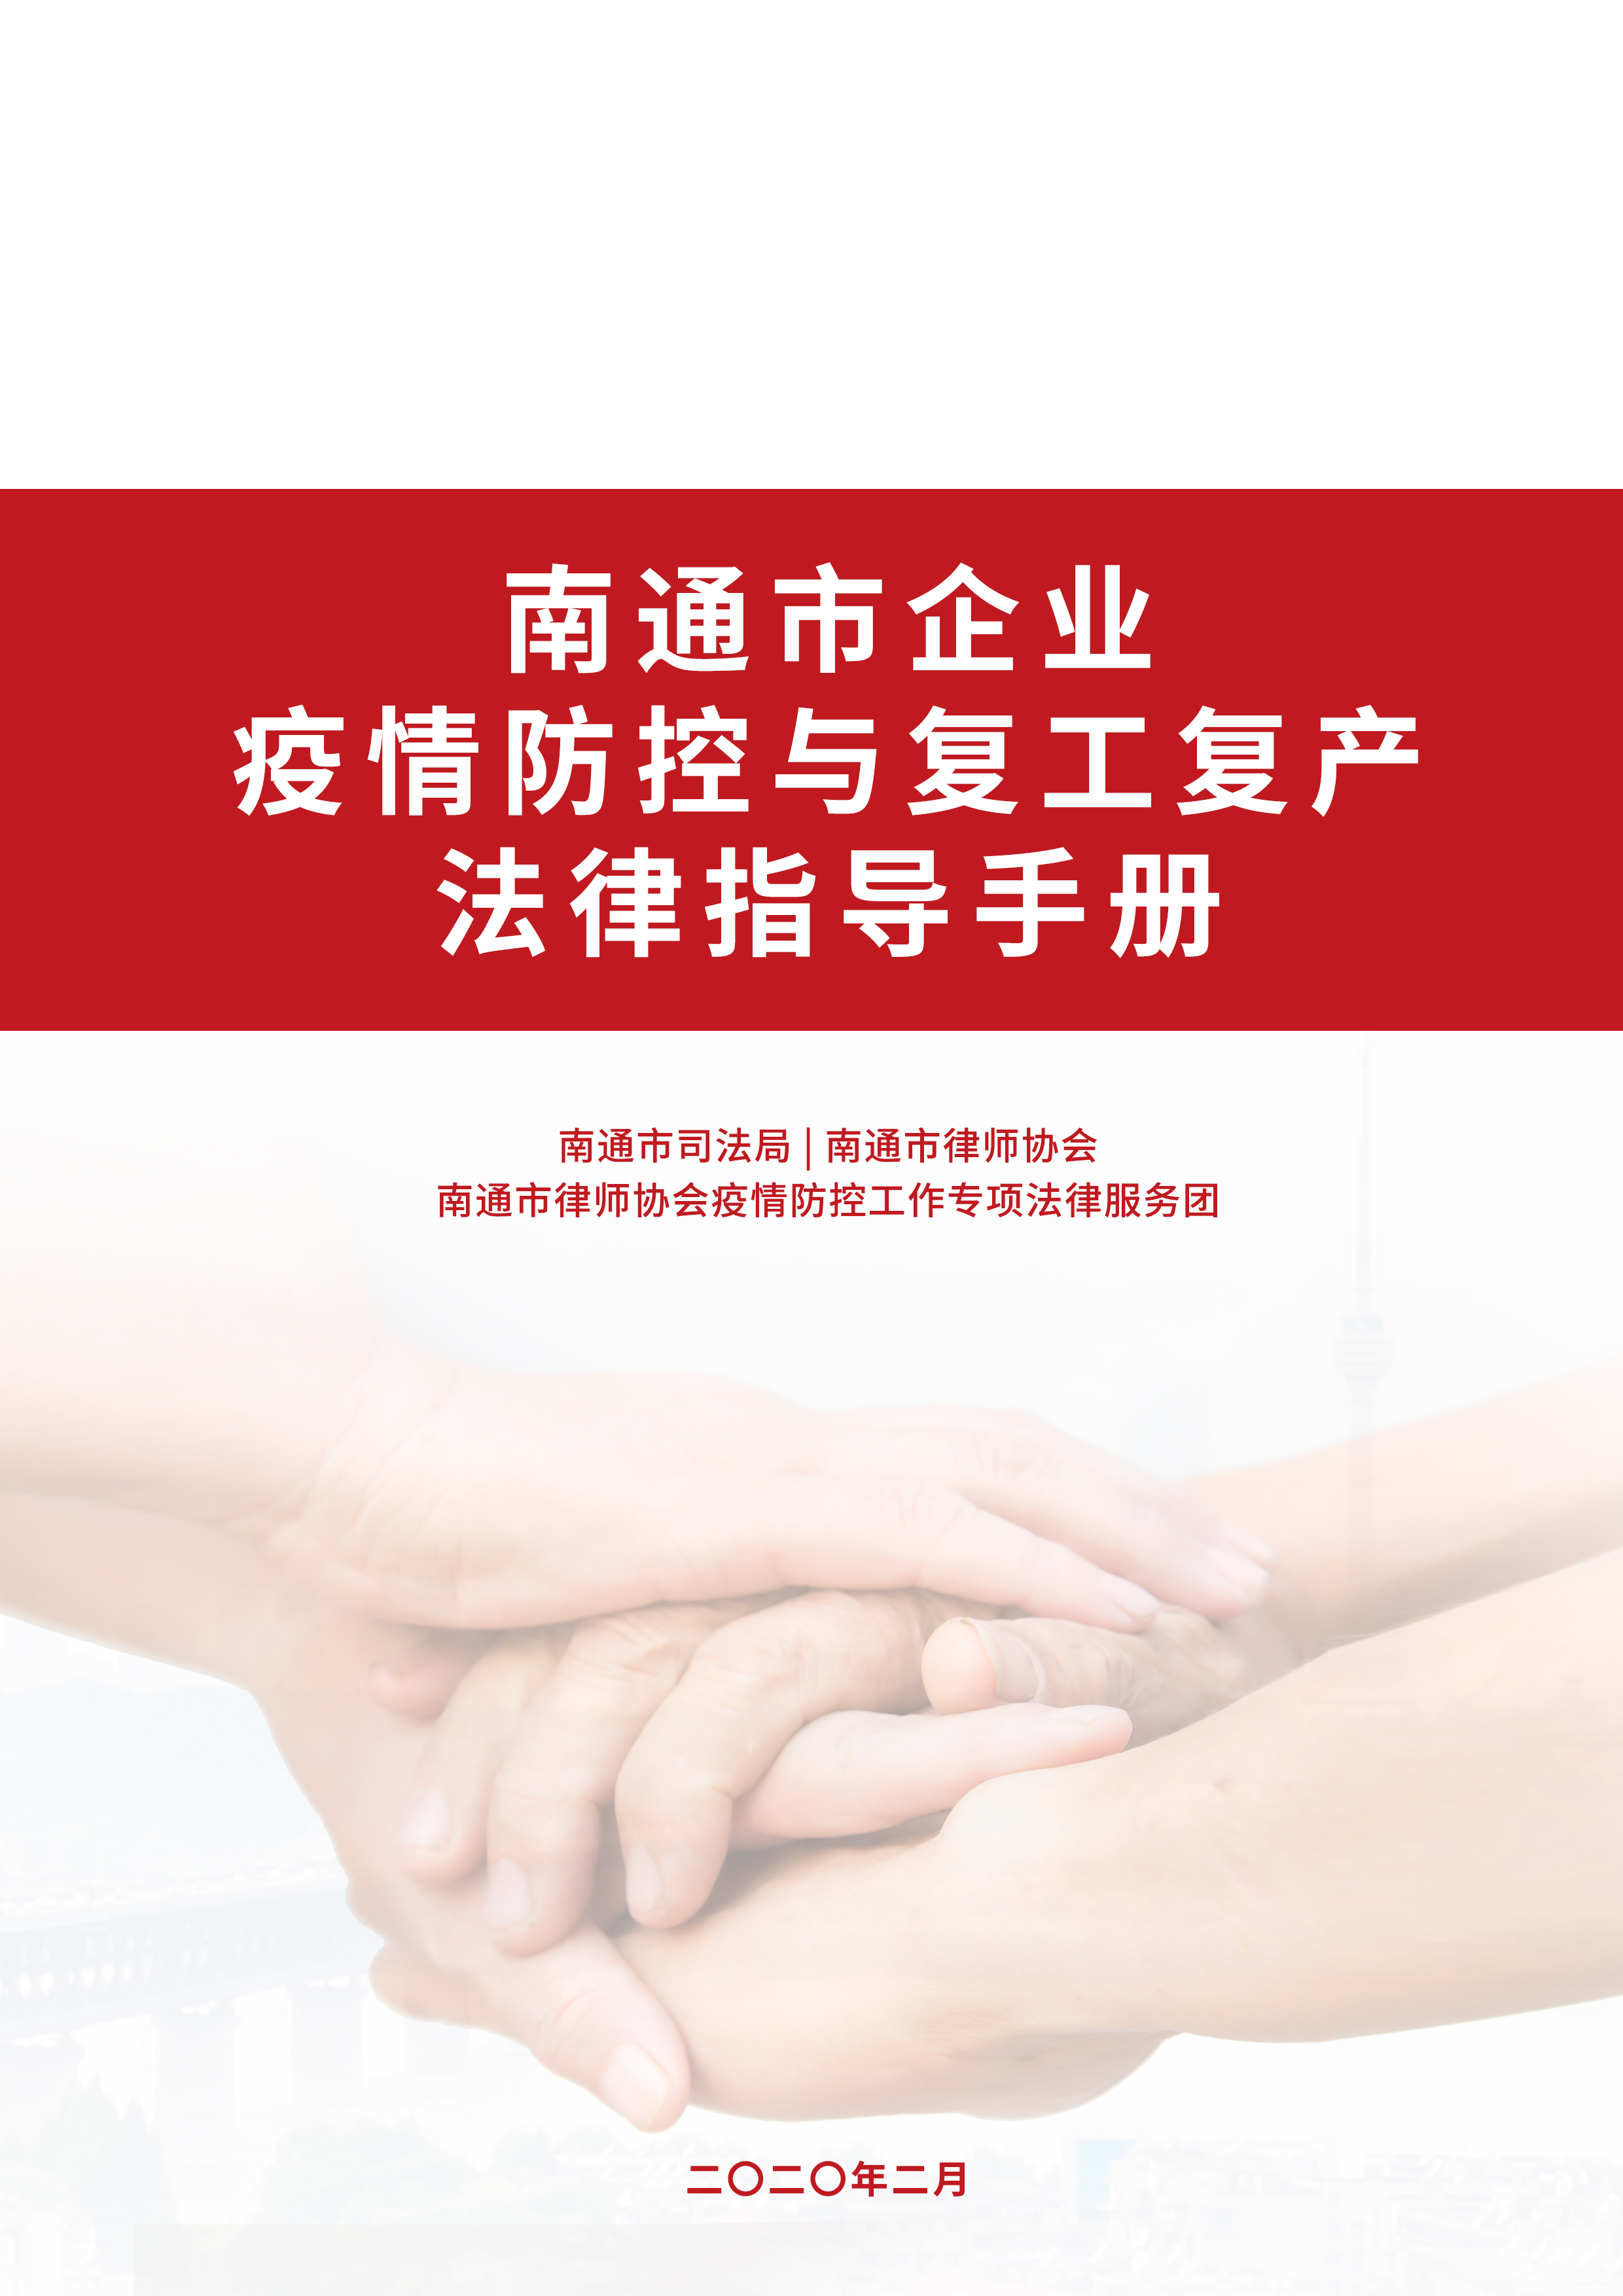 南通市企业
疫情防控与复工复产
法律指导手册
南通市司法局 | 南通市律师协会
南通市律师协会疫情防控工作专项法律服务团
二〇二〇年二月